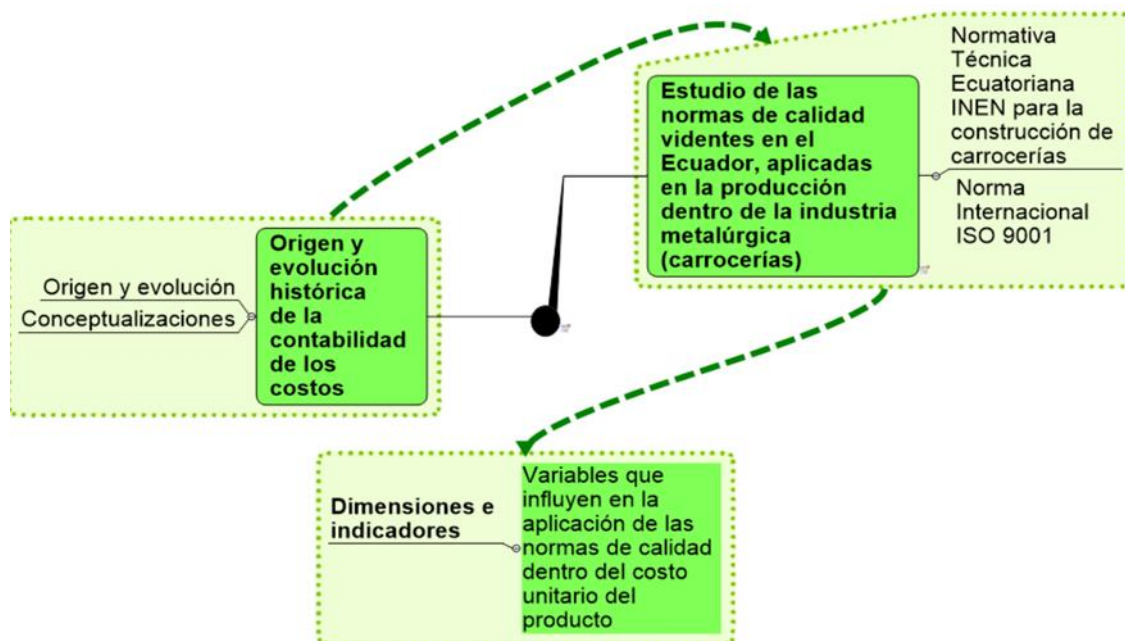 Origen y evolución
Conceptualizaciones
Origen y
evolución
histórica
de la
contabilidad
de los
costos
Estudio de las
normas de calidad
videntes en el
Ecuador, aplicadas
en la producción
dentro de la industria
metalúrgica
(carrocerías)
Normativa
Técnica
Ecuatoriana
INEN para la
construcción de
carrocerías
Norma
Internacional
ISO 9001
Dimensiones e
indicadores
Variables que
influyen en la
aplicación de las
normas de calidad
dentro del costo
unitario del
producto